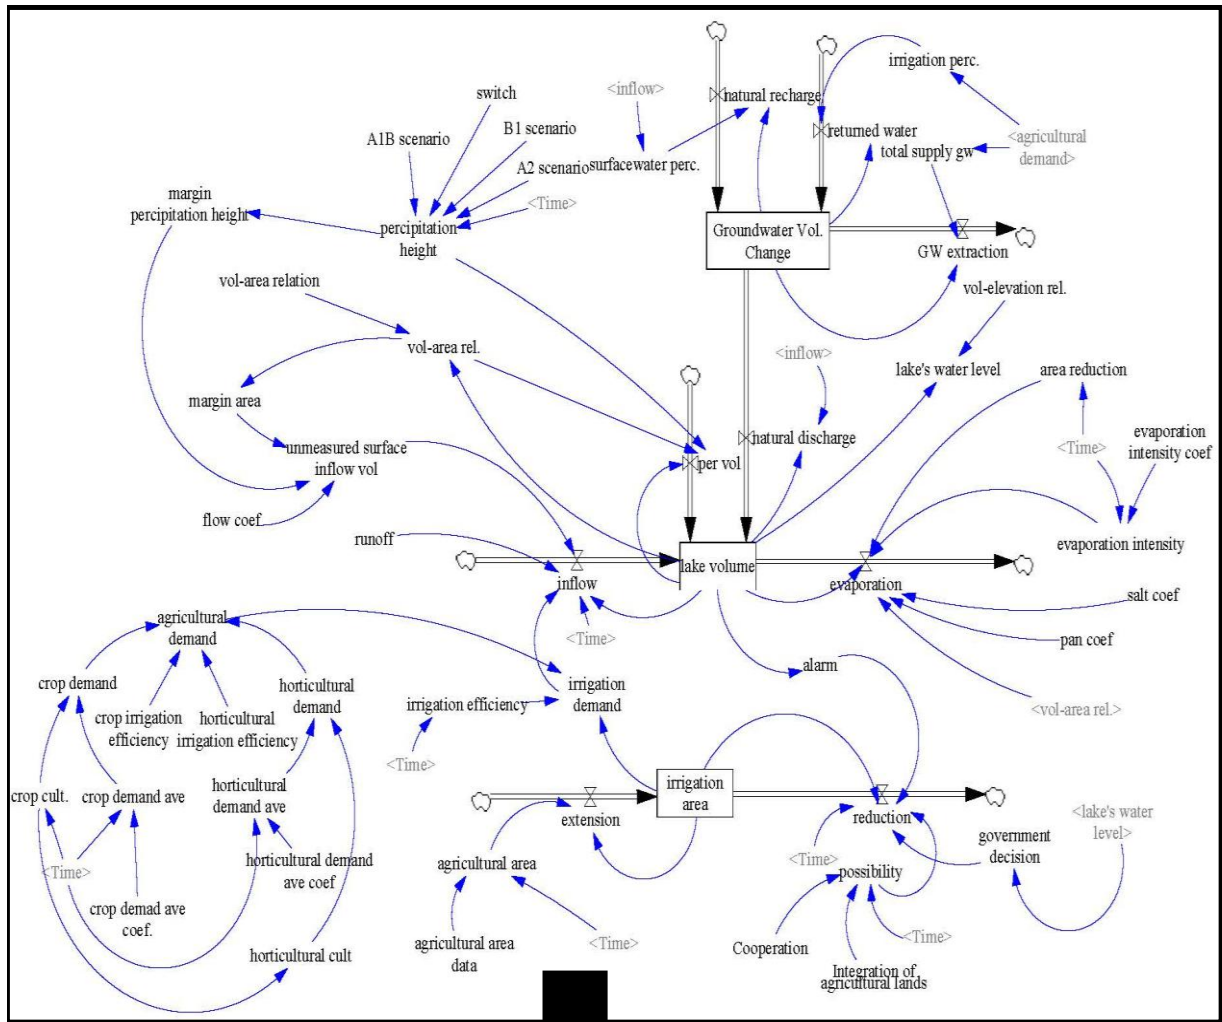 irrigation perc.
<inflow>
natural recharge
switch
A1B scenario
B1 scenario
returned water
total supply gw
<agricultural
demand>
A2 scenario
surfacewater perc.
margin
percipitation height
<Time>
percipitation
height
Groundwater Vol.
Change
GW extraction
vol-area relation
vol-elevation rel.
vol-area rel.
<inflow>
lake's water level
area reduction
margin area
unmeasured surface
inflow vol
per vol
natural discharge
<Time>
evaporation
intensity coef
flow coef.
runoff
inflow
lake volume
evaporation
evaporation intensity
salt coef
agricultural
demand
<Time>
pan coef
alarm
crop demand
horticultural
demand
irrigation efficiency
irrigation
demand
<vol-area rel.>
crop irrigation
efficiency
horticultural
irrigation efficiency
<Time>
crop cult.
crop demand ave
horticultural
demand ave
irrigation
area
extension
reduction
<lake's water
level>
government
decision
<Time>
horticultural demand
ave coef
agricultural area
<Time>
possibility
crop demad ave
coef.
horticultural cult
agricultural area
data
<Time>
Cooperation
<Time>
Integration of
agricultural lands